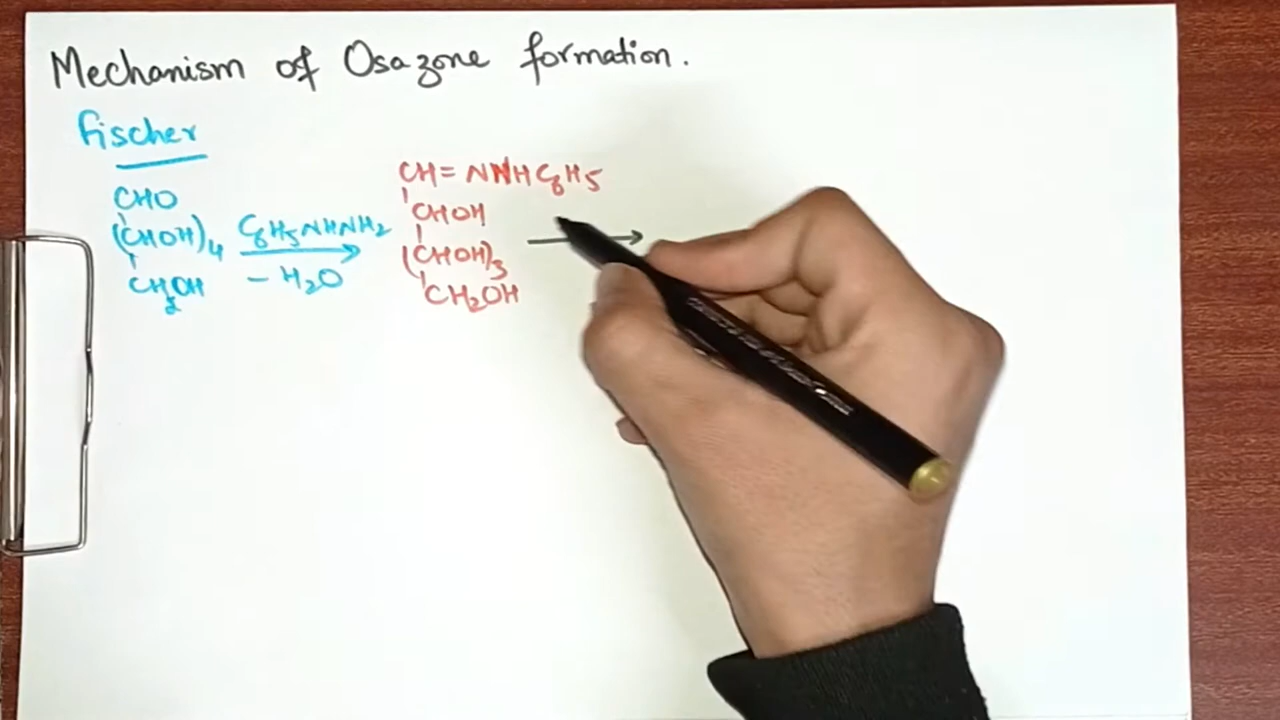 Mechanism of Osazone formation.
Fischer
CHO
(CHOH)4
CH2OH
C6H5NHNH2
- H2O
CH=NNHC6H5
CHOH
(CHOH)3
CH2OH